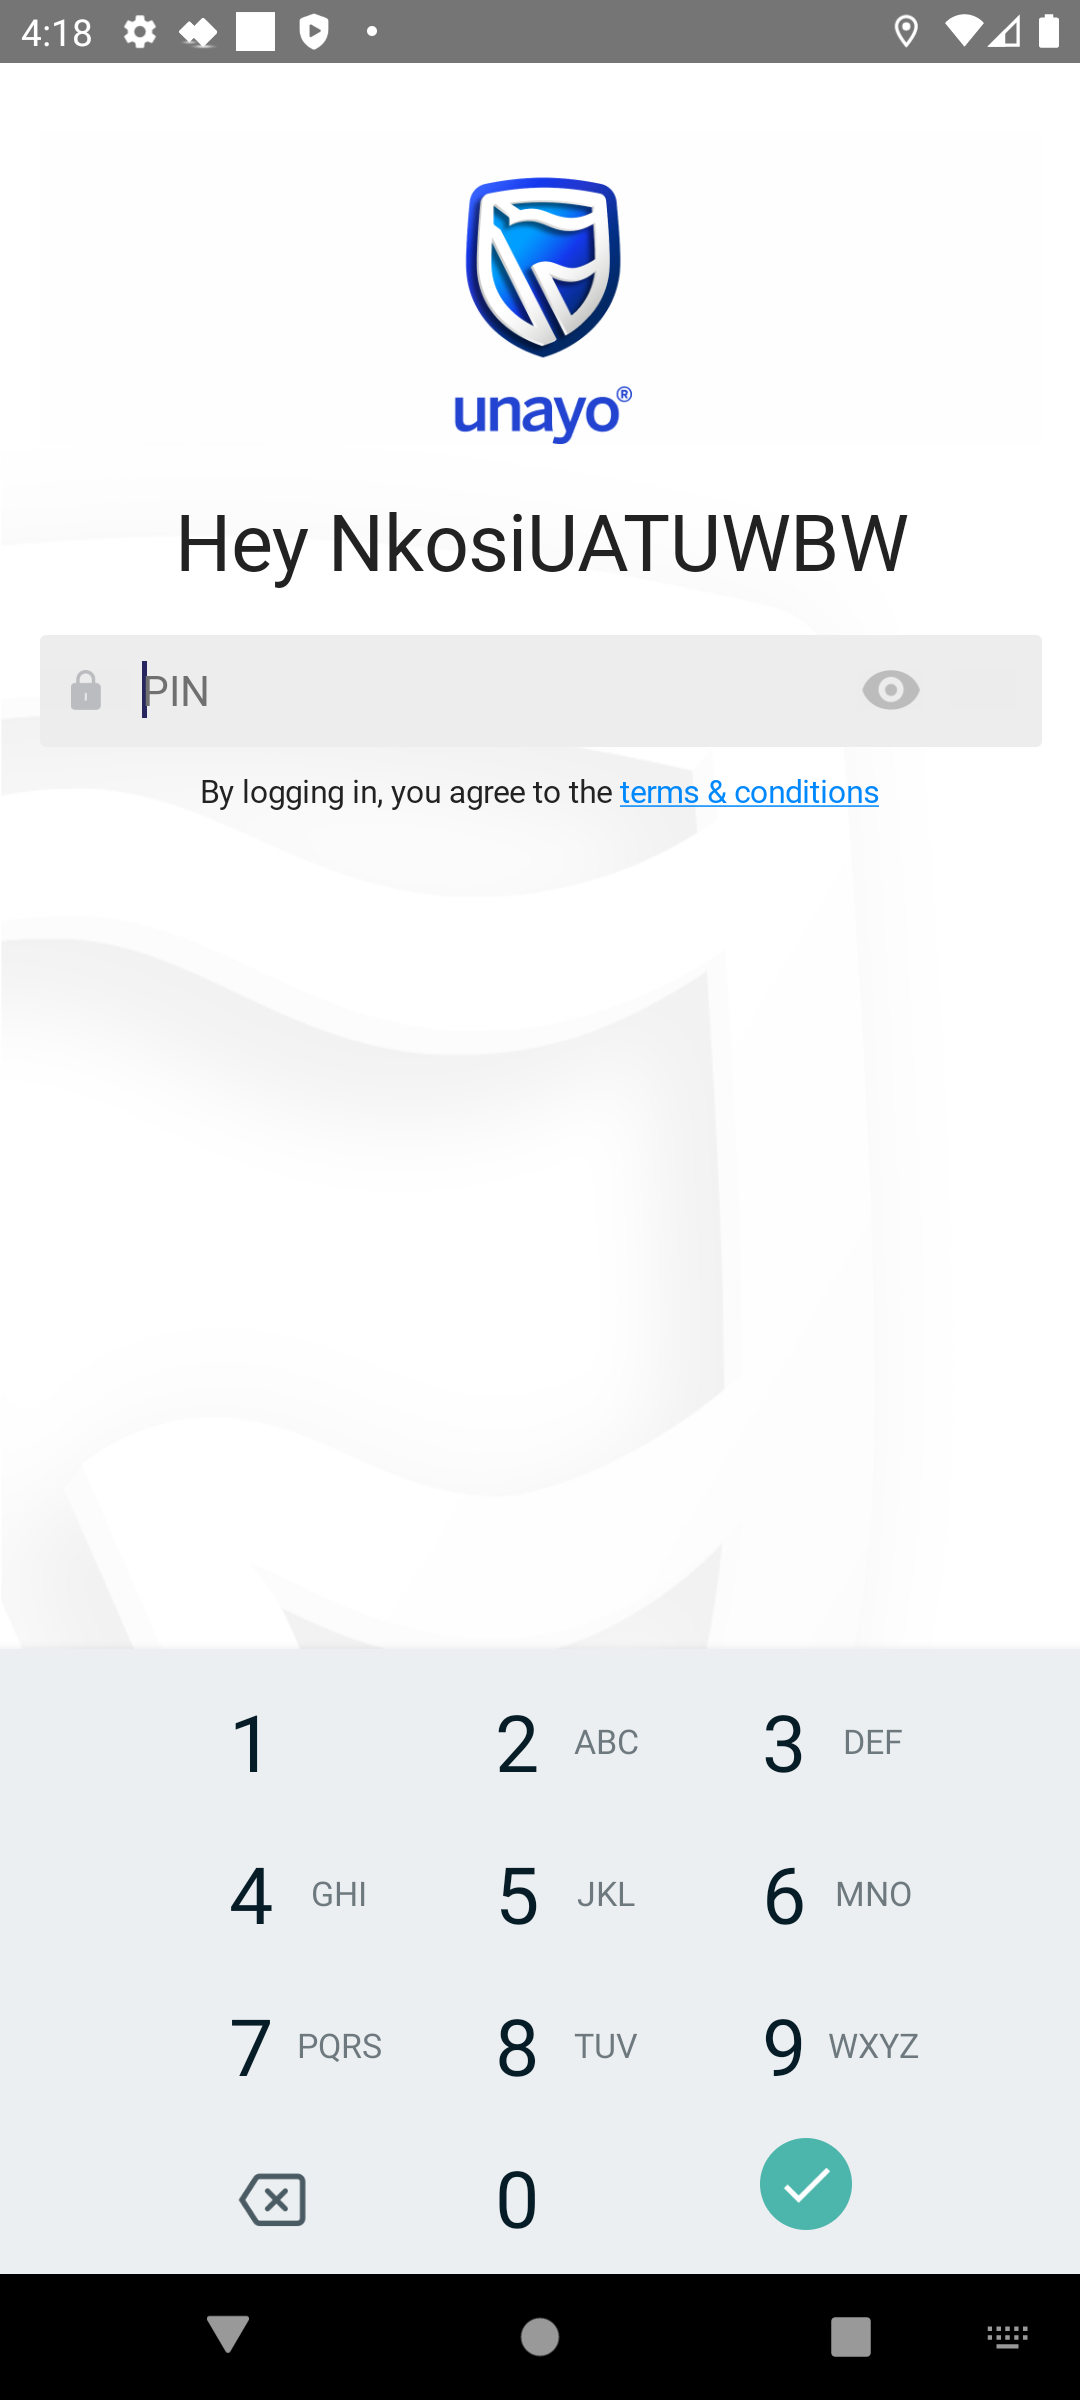 4:18
unayo®
Hey NkosiUATUWBW
PIN
By logging in, you agree to the terms & conditions
1
2 ABC
3 DEF
4 GHI
5 JKL
6 MNO
7 PQRS
8 TUV
9 WXYZ
0